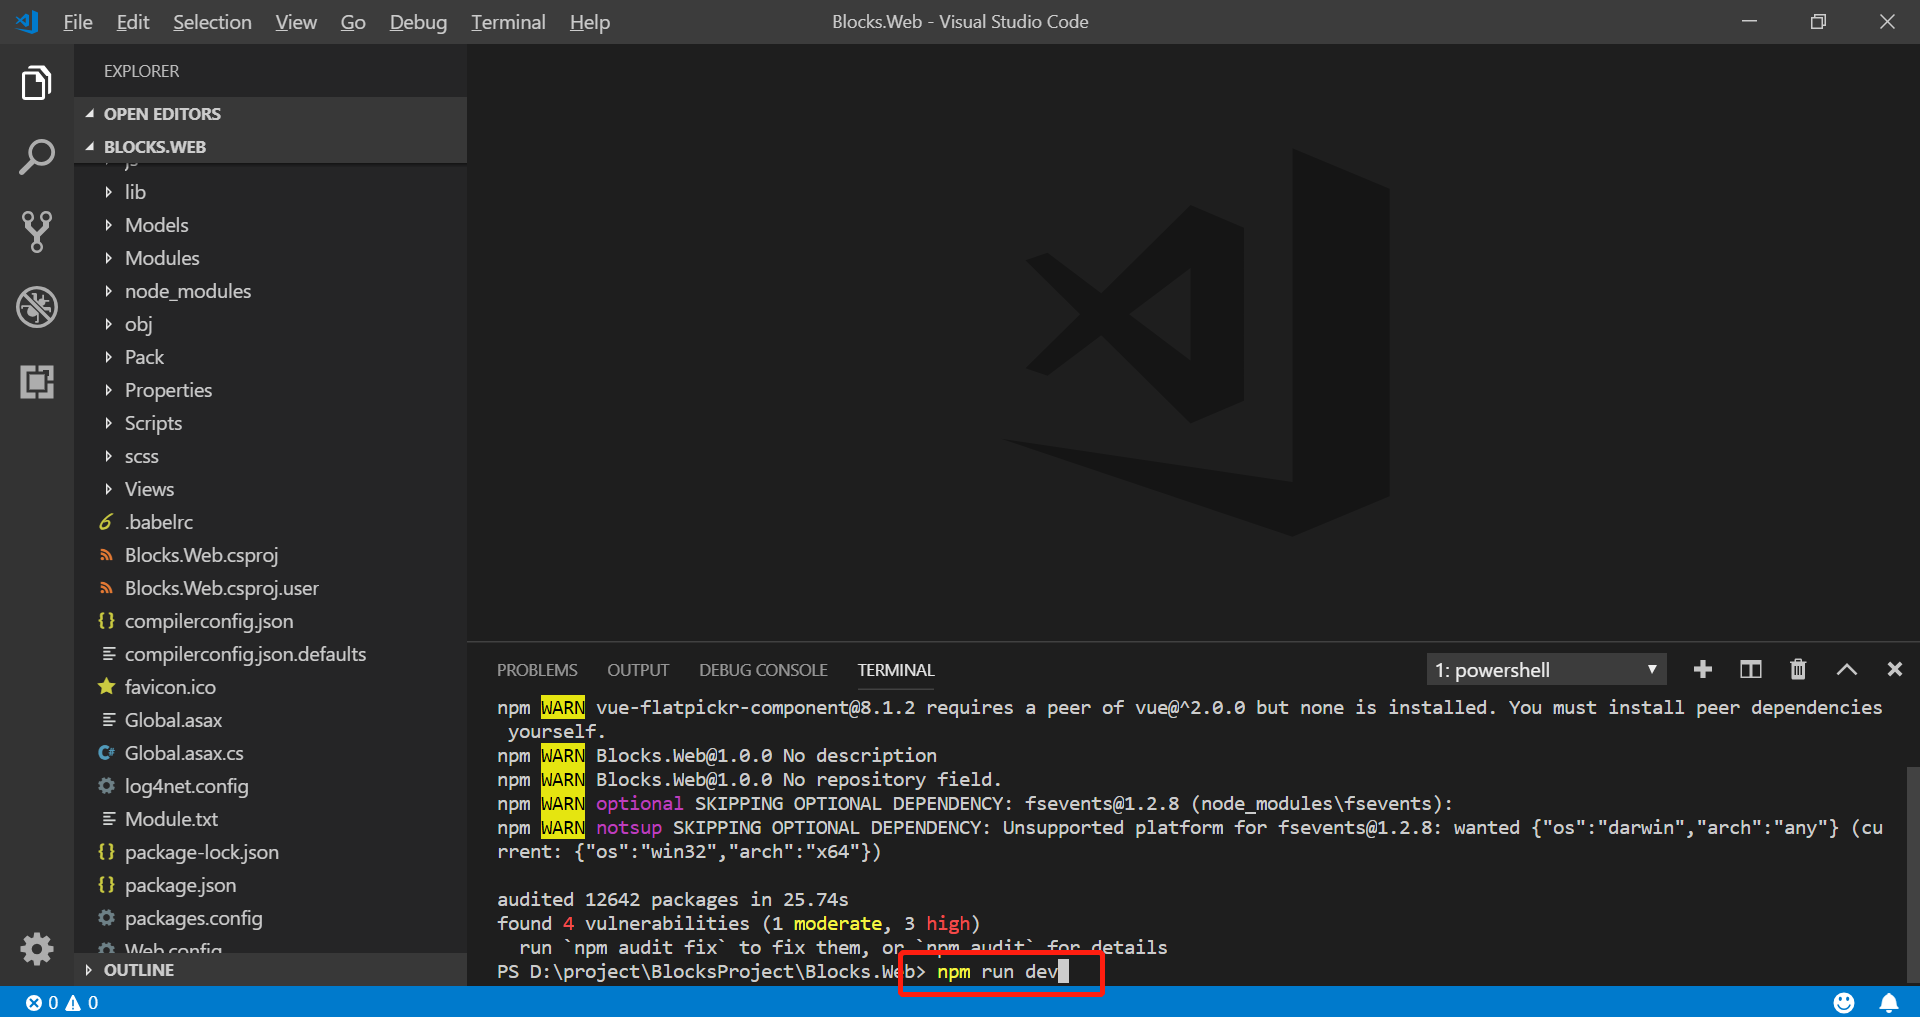 File Edit Selection View Go Debug Terminal Help
Blocks.Web - Visual Studio Code
EXPLORER
OPEN EDITORS
BLOCKS.WEB
js
lib
Models
Modules
node_modules
obj
Pack
Properties
Scripts
scss
Views
.babelrc
Blocks.Web.csproj
Blocks.Web.csproj.user
compilerconfig.json
compilerconfig.json.defaults
favicon.ico
Global.asax
Global.asax.cs
log4net.config
Module.txt
package-lock.json
package.json
packages.config
Web.config
OUTLINE
PROBLEMS OUTPUT DEBUG CONSOLE TERMINAL
1: powershell
npm WARN vue-flatpickr-component@8.1.2 requires a peer of vue@^2.0.0 but none is installed. You must install peer dependencies
yourself.
npm WARN Blocks.Web@1.0.0 No description
npm WARN Blocks.Web@1.0.0 No repository field.
npm WARN optional SKIPPING OPTIONAL DEPENDENCY: fsevents@1.2.8 (node_modules\fsevents):
npm WARN notsup SKIPPING OPTIONAL DEPENDENCY: Unsupported platform for fsevents@1.2.8: wanted {"os":"darwin","arch":"any"} (cu
rrent: {"os":"win32","arch":"x64"})
audited 12642 packages in 25.74s
found 4 vulnerabilities (1 moderate, 3 high)
run `npm audit fix` to fix them, or `npm audit` for details
PS D:\project\BlocksProject\Blocks.Web> npm run dev
0 0